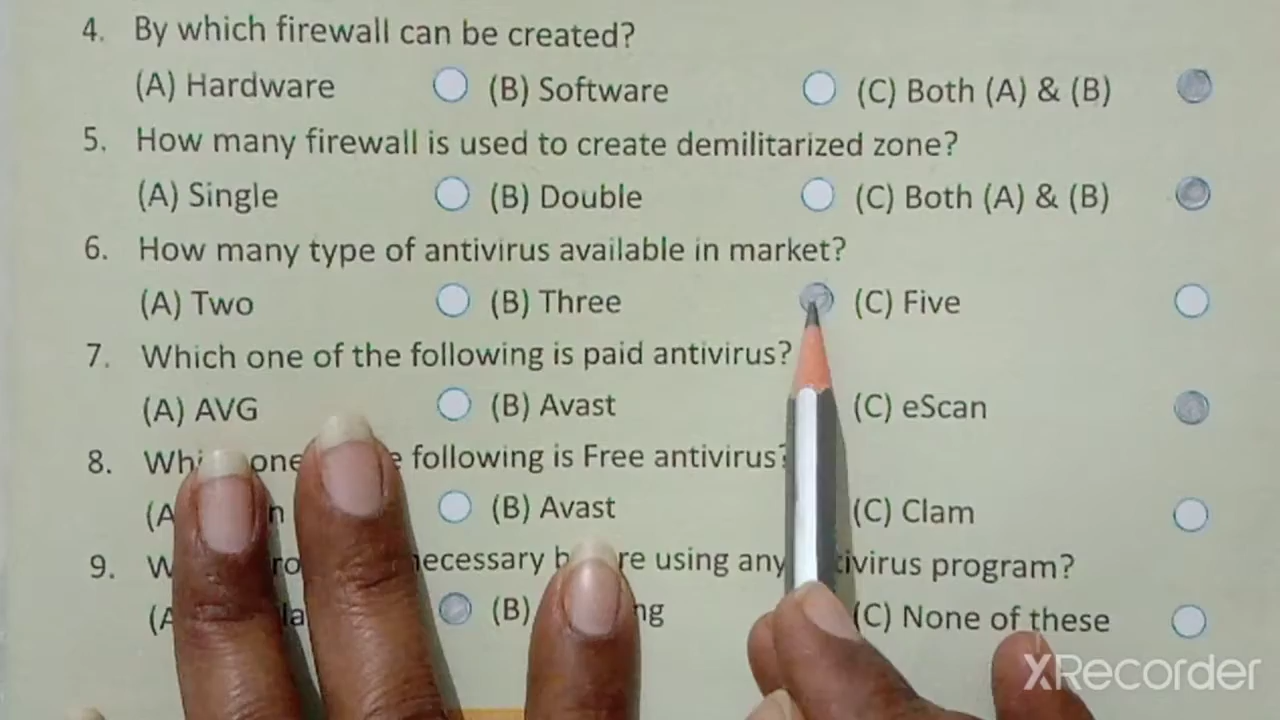 4. By which firewall can be created?
(A) Hardware (B) Software (C) Both (A) & (B)
5. How many firewall is used to create demilitarized zone?
(A) Single (B) Double (C) Both (A) & (B)
6. How many type of antivirus available in market?
(A) Two (B) Three (C) Five
7. Which one of the following is paid antivirus?
(A) AVG (B) Avast (C) eScan
8. one following is Free antivirus?
(B) Avast (C) Clam
9. necessary using any program?
(B) (C) None of these
XRecorder